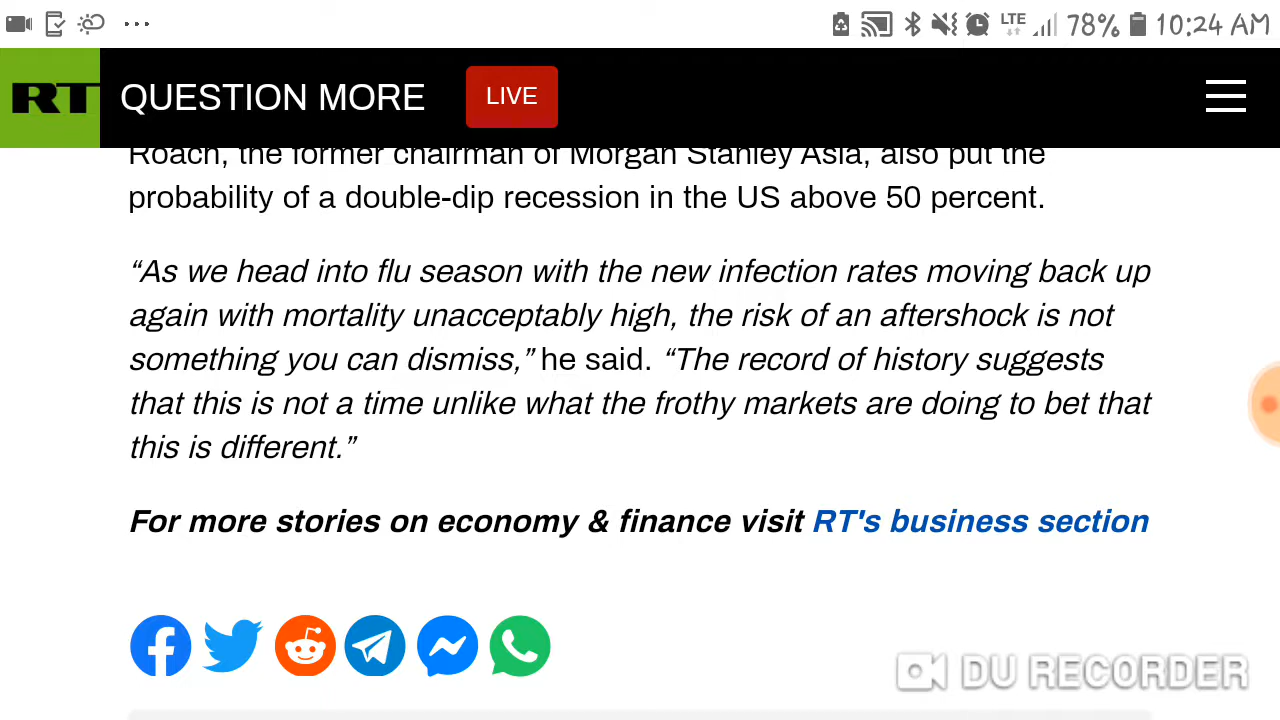 LTE 78% 10:24 AM
RT QUESTION MORE LIVE
Roach, the former chairman of Morgan Stanley Asia, also put the
probability of a double-dip recession in the US above 50 percent.
“As we head into flu season with the new infection rates moving back up
again with mortality unacceptably high, the risk of an aftershock is not
something you can dismiss,” he said. “The record of history suggests
that this is not a time unlike what the frothy markets are doing to bet that
this is different.”
For more stories on economy & finance visit RT's business section
DU RECORDER